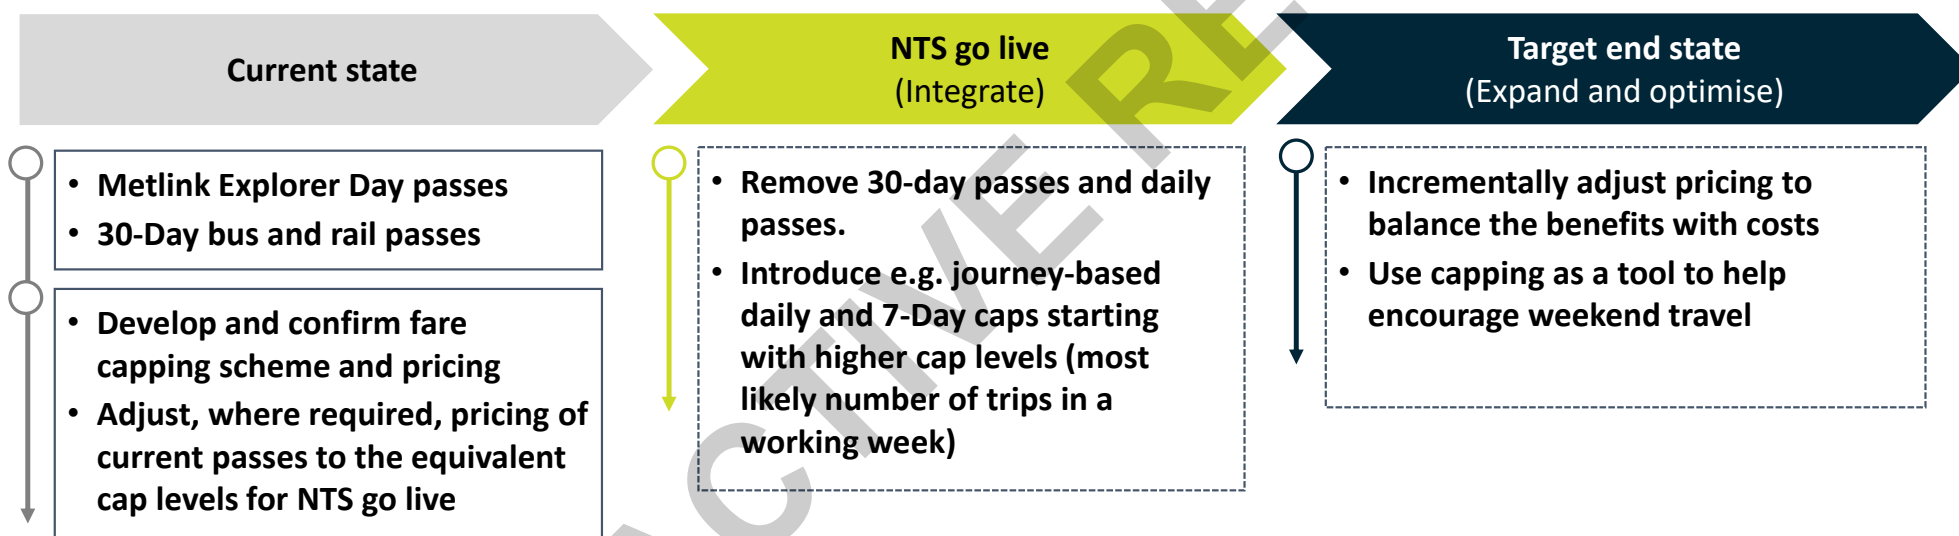 Current state
• Metlink Explorer Day passes
• 30-Day bus and rail passes
• Develop and confirm fare
capping scheme and pricing
• Adjust, where required, pricing of
current passes to the equivalent
cap levels for NTS go live
NTS go live
(Integrate)
• Remove 30-day passes and daily
passes.
• Introduce e.g. journey-based
daily and 7-Day caps starting
with higher cap levels (most
likely number of trips in a
working week)
Target end state
(Expand and optimise)
• Incrementally adjust pricing to
balance the benefits with costs
• Use capping as a tool to help
encourage weekend travel
ACTIVE RE